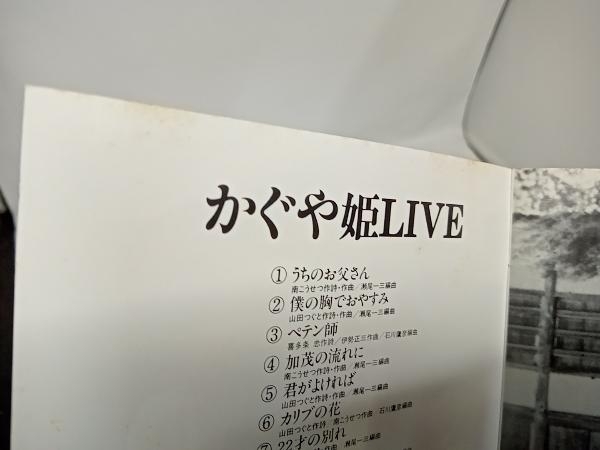 かぐや姫LIVE
① うちのお父さん
南こうせつ作詩・作曲／瀬尾一三編曲
② 僕の胸でおやすみ
山田つぐと作詩・作曲／瀬尾一三編曲
③ ペテン師
喜多条 忠作詩／伊勢正三作曲／石川鷹彦編曲
④ 加茂の流れに
南こうせつ作詩・作曲／瀬尾一三編曲
⑤ 君がよければ
山田つぐと作詩・作曲／瀬尾一三編曲
⑥ カリブの花
山田つぐと作詩／南こうせつ作曲／石川鷹彦編曲
⑦ 22才の別れ